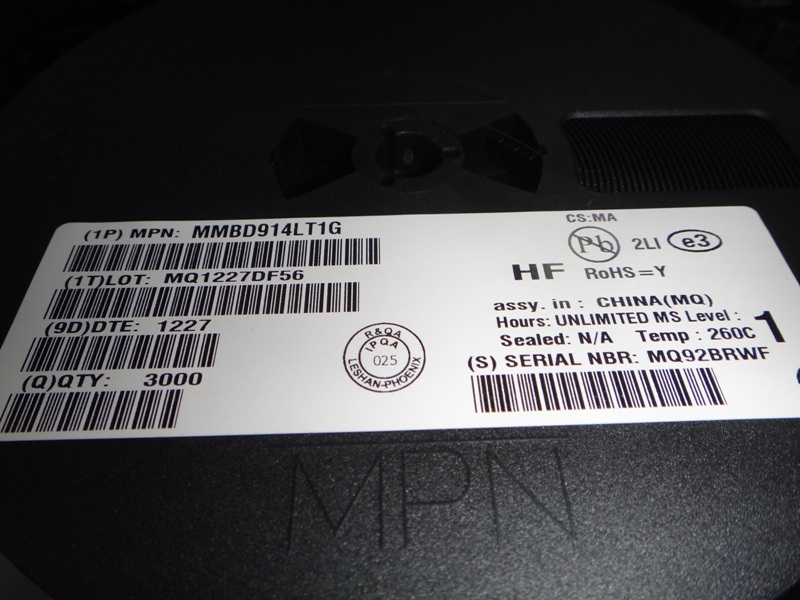 (1P) MPN: MMBD914LT1G
(1T)LOT: MQ1227DF56
(9D)DTE: 1227
(Q)QTY: 3000
R&QA
IPQA
025
LESHAN-PHOENIX
CS:MA
Pb 2LI e3
HF RoHS=Y
assy. in : CHINA(MQ)
Hours: UNLIMITED MS Level : 1
Sealed: N/A Temp : 260C
(S) SERIAL NBR: MQ92BRWF
MPN